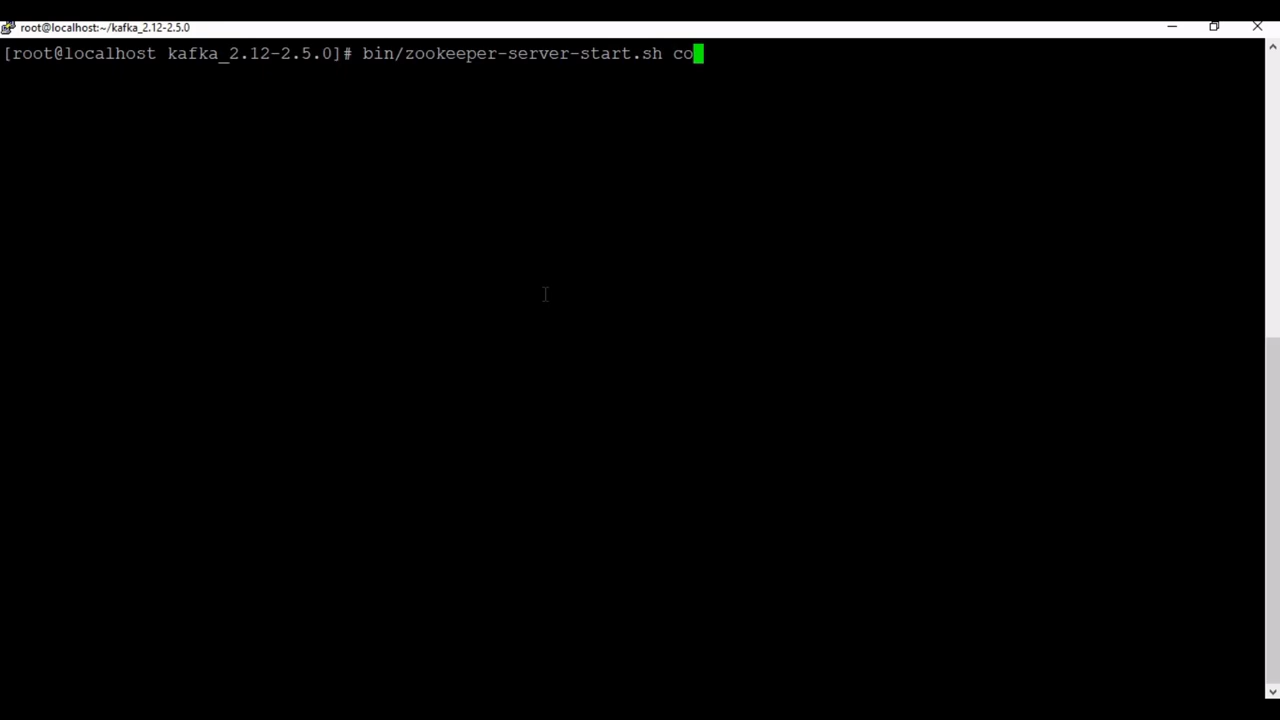 root@localhost:~/kafka_2.12-2.5.0
[root@localhost kafka_2.12-2.5.0]# bin/zookeeper-server-start.sh co